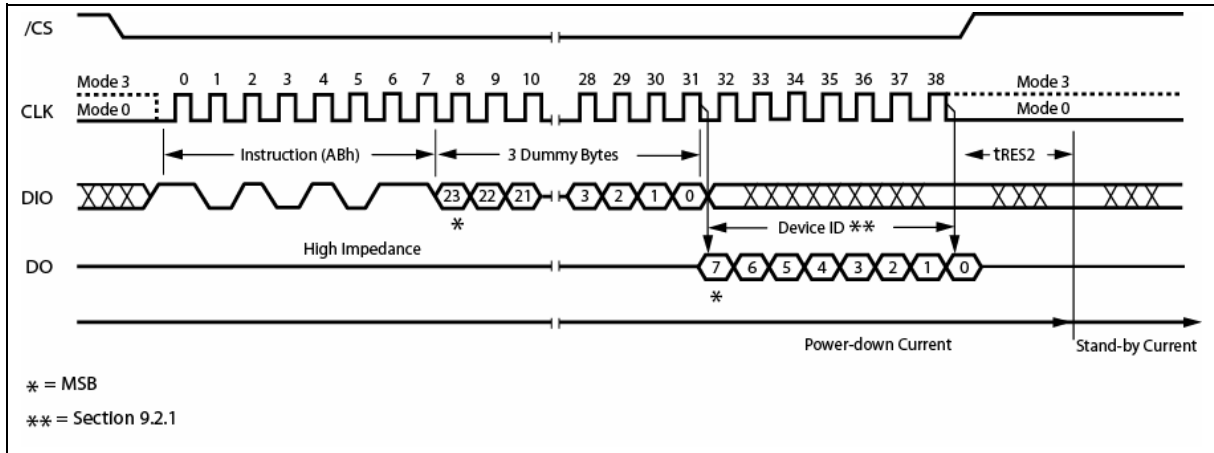 /CS
Mode 3 0 1 2 3 4 5 6 7 8 9 10 28 29 30 31 32 33 34 35 36 37 38 Mode 3
CLK Mode 0 Mode 0
Instruction (ABh) 3 Dummy Bytes tRES2
DIO 23 22 21 3 2 1 0
* Device ID **
High Impedance
DO 7 6 5 4 3 2 1 0
*
Power-down Current Stand-by Current
* = MSB
** = Section 9.2.1